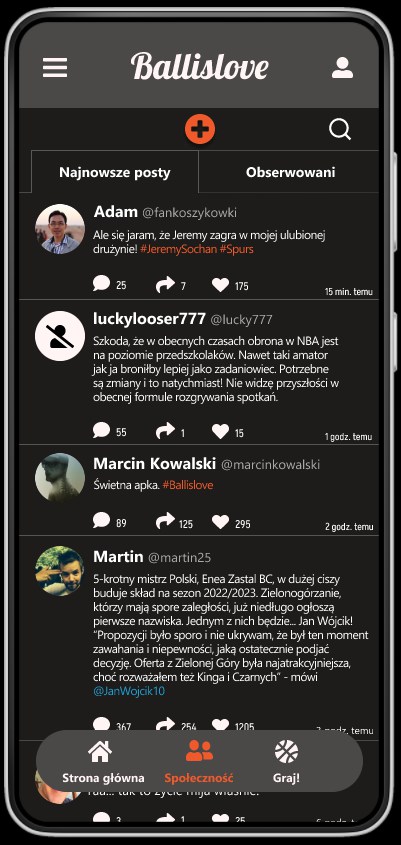 Ballislove
Najnowsze posty
Obserwowani
Adam @fankoszykowki
Ale się jaram, że Jeremy zagra w mojej ulubionej
drużynie! #JeremySochan #Spurs
25 7 175 15 min. temu
luckylooser777 @lucky777
Szkoda, że w obecnych czasach obrona w NBA jest
na poziomie przedszkolaków. Nawet taki amator
jak ja broniłby lepiej jako zadaniowiec. Potrzebne
są zmiany i to natychmiast! Nie widzę przyszłości w
obecnej formule rozgrywania spotkań.
55 1 15 1 godz. temu
Marcin Kowalski @marcinkowalski
Świetna apka. #Ballislove
89 125 295 2 godz. temu
Martin @martin25
5-krotny mistrz Polski, Enea Zastal BC, w dużej ciszy
buduje skład na sezon 2022/2023. Zielonogórzanie,
którzy mają spore zaległości, już niedługo ogłoszą
pierwsze nazwiska. Jednym z nich będzie... Jan Wójcik!
"Propozycji było sporo i nie ukrywam, że był ten moment
zawahania i niepewności, jaką ostatecznie podjąć
decyzję. Oferta z Zielonej Góry była najatrakcyjniejsza,
choć rozważałem też Kinga i Czarnych" - mówi
@JanWojcik10
367 254 1205 godz. temu
Strona główna
Społeczność
Graj!
tak to życie mija właśnie.
3 1 25